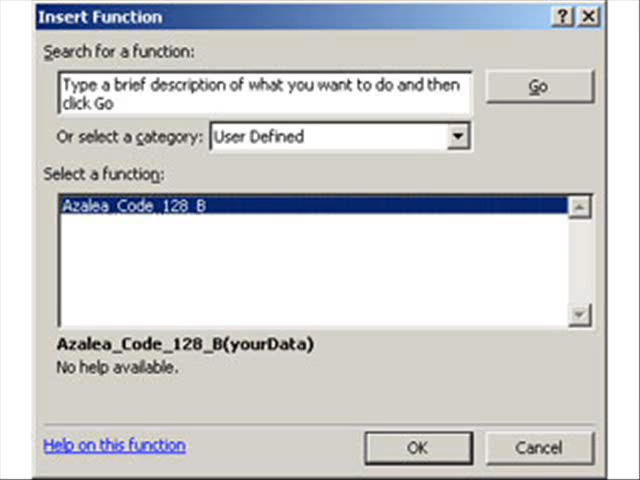 Insert Function
Search for a function:
Type a brief description of what you want to do and then
click Go
Go
Or select a category:
User Defined
Select a function:
Azalea_Code_128_B
Azalea_Code_128_B(yourData)
No help available.
Help on this function
OK
Cancel